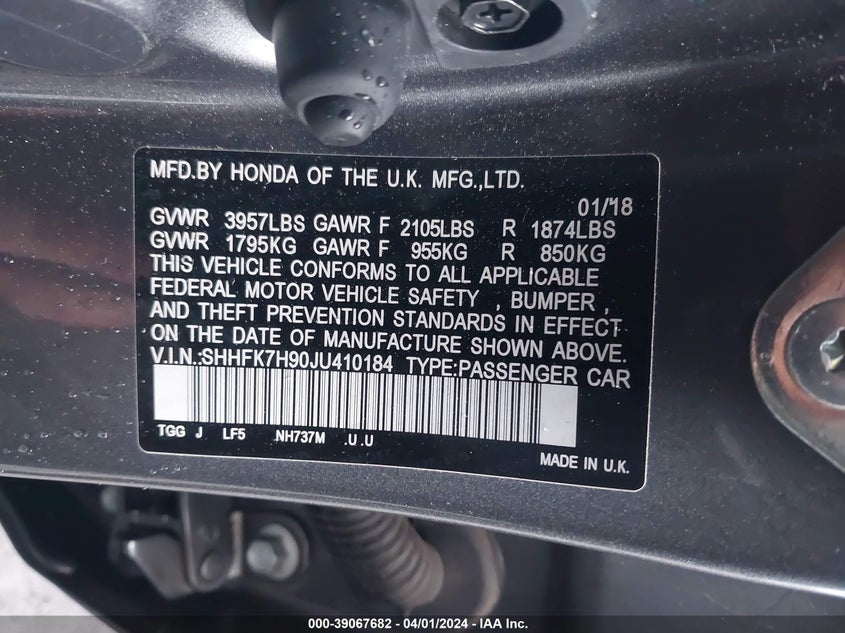 MFD.BY HONDA OF THE U.K. MFG.,LTD.
01/18
GVWR 3957LBS GAWR F 2105LBS R 1874LBS
GVWR 1795KG GAWR F 955KG R 850KG
THIS VEHICLE CONFORMS TO ALL APPLICABLE
FEDERAL MOTOR VEHICLE SAFETY , BUMPER ,
AND THEFT PREVENTION STANDARDS IN EFFECT
ON THE DATE OF MANUFACTURE SHOWN ABOVE.
V.I.N.:SHHFK7H90JU410184 TYPE:PASSENGER CAR
TGG J LF5 NH737M .U.U
MADE IN U.K.
000-39067682 / 04/01/2024 - IAA Inc.